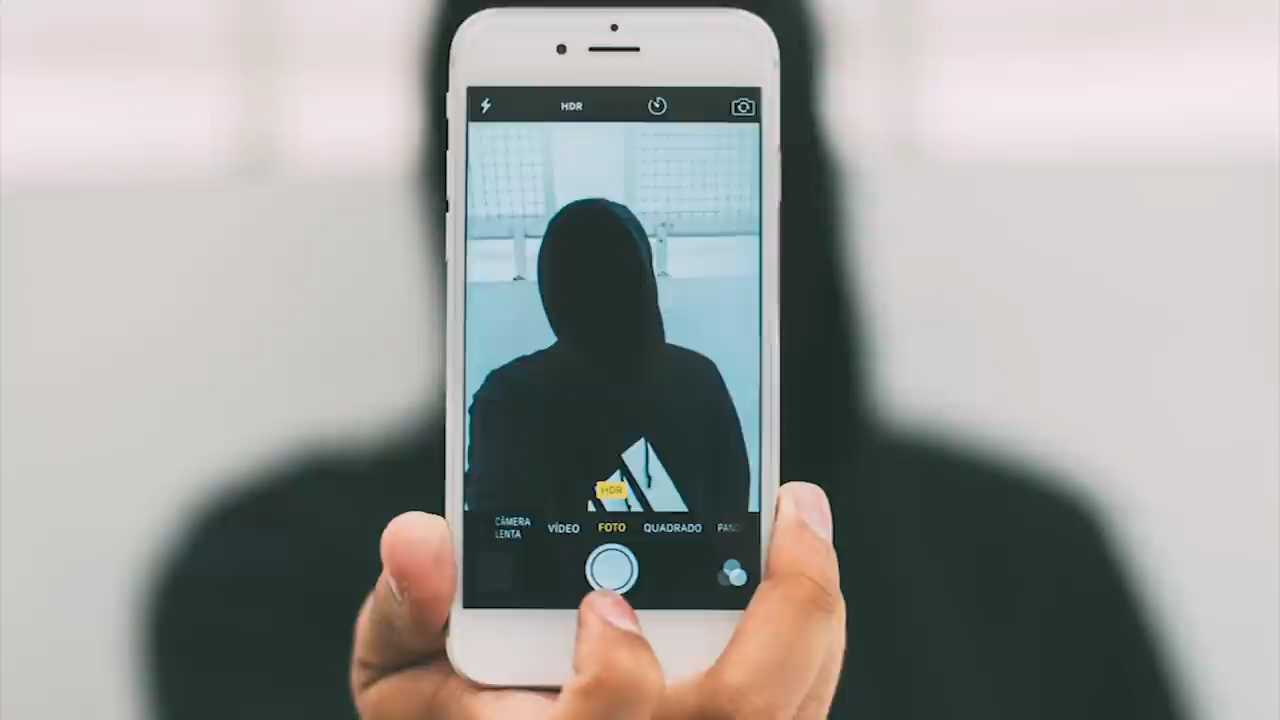 HDR
HDR
CÂMERA
LENTA
VÍDEO FOTO QUADRADO